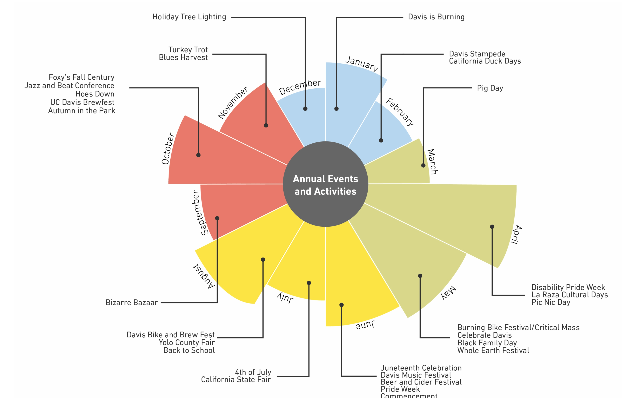 Holiday Tree Lighting
Davis is Burning
Turkey Trot
Blues Harvest
Davis Stampede
California Duck Days
Foxy's Fall Century
Jazz and Beat Conference
Hoes Down
UC Davis Brewfest
Autumn in the Park
Pig Day
December
January
November
February
October
March
Annual Events
and Activities
September
April
August
May
July
June
Disability Pride Week
La Raza Cultural Days
Pic Nic Day
Bizarre Bazaar
Davis Bike and Brew Fest
Yolo County Fair
Back to School
Burning Bike Festival/Critical Mass
Celebrate Davis
Black Family Day
Whole Earth Festival
4th of July
California State Fair
Juneteenth Celebration
Davis Music Festival
Beer and Cider Festival
Pride Week
Commencement